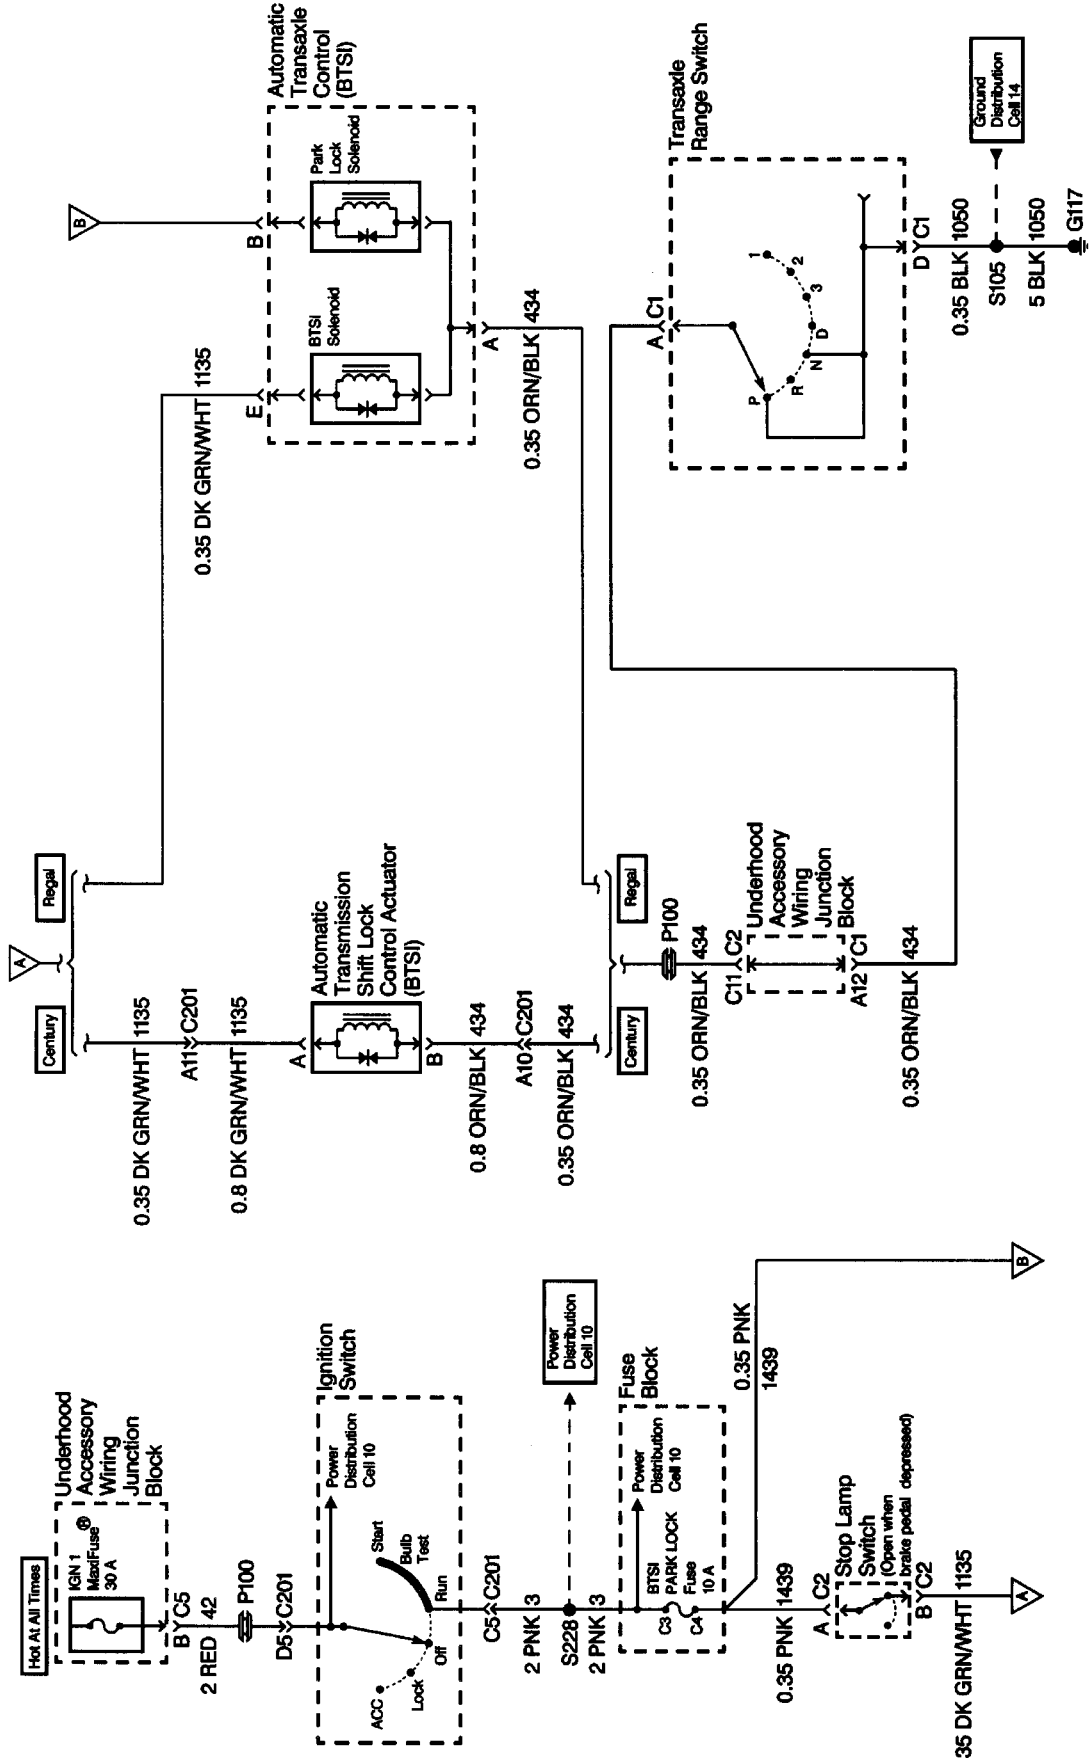 Hot At All Times
Underhood
Accessory
Wiring
Junction
Block
IGN 1
MaxiFuse ®
30 A
B C5
2 RED 42
P100
D5 C201
Ignition
Switch
Power
Distribution
Cell 10
Start
Bulb
Test
Run
Off
Lock
ACC
C5 C201
2 PNK 3
S228
Power
Distribution
Cell 10
2 PNK 3
Fuse
Block
Power
Distribution
Cell 10
BTSI
PARK LOCK
Fuse
10 A
C3
C4
0.35 PNK
1439
0.35 PNK 1439
A C2
Stop Lamp
Switch
(Open when
brake pedal depressed)
B C2
35 DK GRN/WHT 1135
A
B
A
Century
Regal
0.35 DK GRN/WHT 1135
A11 C201
0.8 DK GRN/WHT 1135
A
Automatic
Transmission
Shift Lock
Control Actuator
(BTSI)
B
0.8 ORN/BLK 434
A10 C201
0.35 ORN/BLK 434
Century
Regal
P100
0.35 ORN/BLK 434
C11 C2
Underhood
Accessory
Wiring
Junction
Block
A12 C1
0.35 ORN/BLK 434
B
0.35 DK GRN/WHT 1135
E
B
Automatic
Transaxle
Control
(BTSI)
BTSI
Solenoid
Park
Lock
Solenoid
A
0.35 ORN/BLK 434
A C1
Transaxle
Range Switch
P
R
N
D
3
2
1
D C1
0.35 BLK 1050
S105
Ground
Distribution
Cell 14
5 BLK 1050
G117